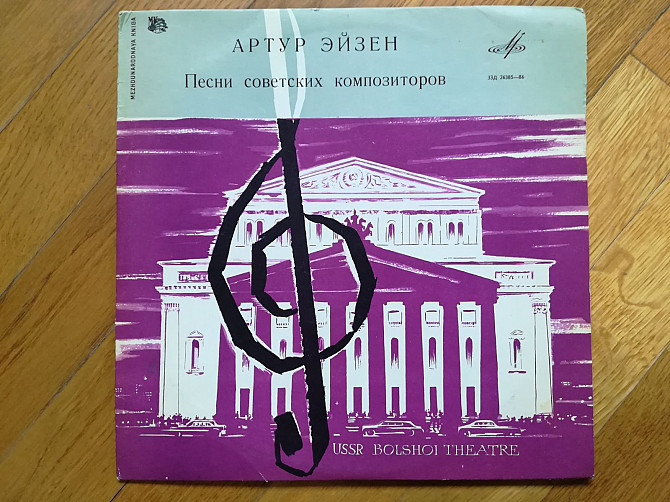 MEZHDUNARODNAYA KNIGA
АРТУР ЭЙЗЕН
Песни советских композиторов
33Д 26385—86
USSR BOLSHOI THEATRE